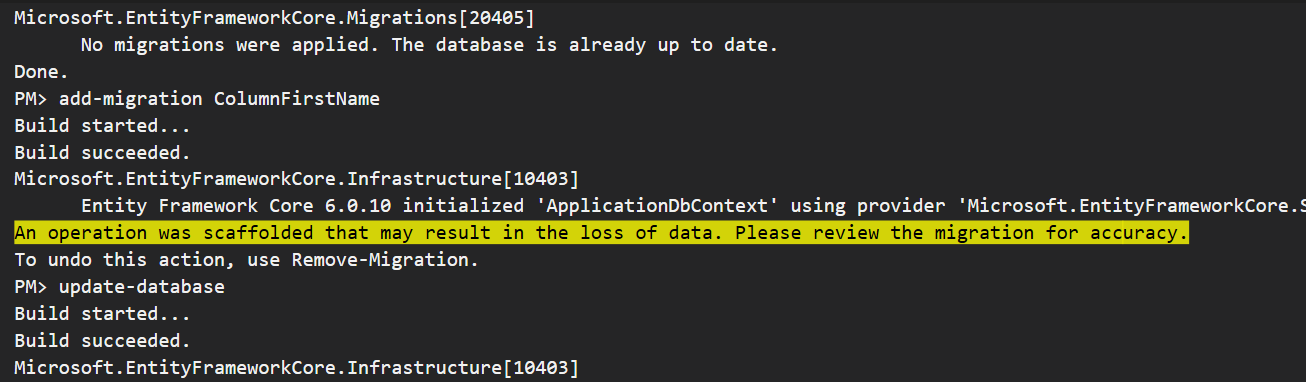 Microsoft.EntityFrameworkCore.Migrations[20405]
No migrations were applied. The database is already up to date.
Done.
PM> add-migration ColumnFirstName
Build started...
Build succeeded.
Microsoft.EntityFrameworkCore.Infrastructure[10403]
Entity Framework Core 6.0.10 initialized 'ApplicationDbContext' using provider 'Microsoft.EntityFrameworkCore.S
An operation was scaffolded that may result in the loss of data. Please review the migration for accuracy.
To undo this action, use Remove-Migration.
PM> update-database
Build started...
Build succeeded.
Microsoft.EntityFrameworkCore.Infrastructure[10403]